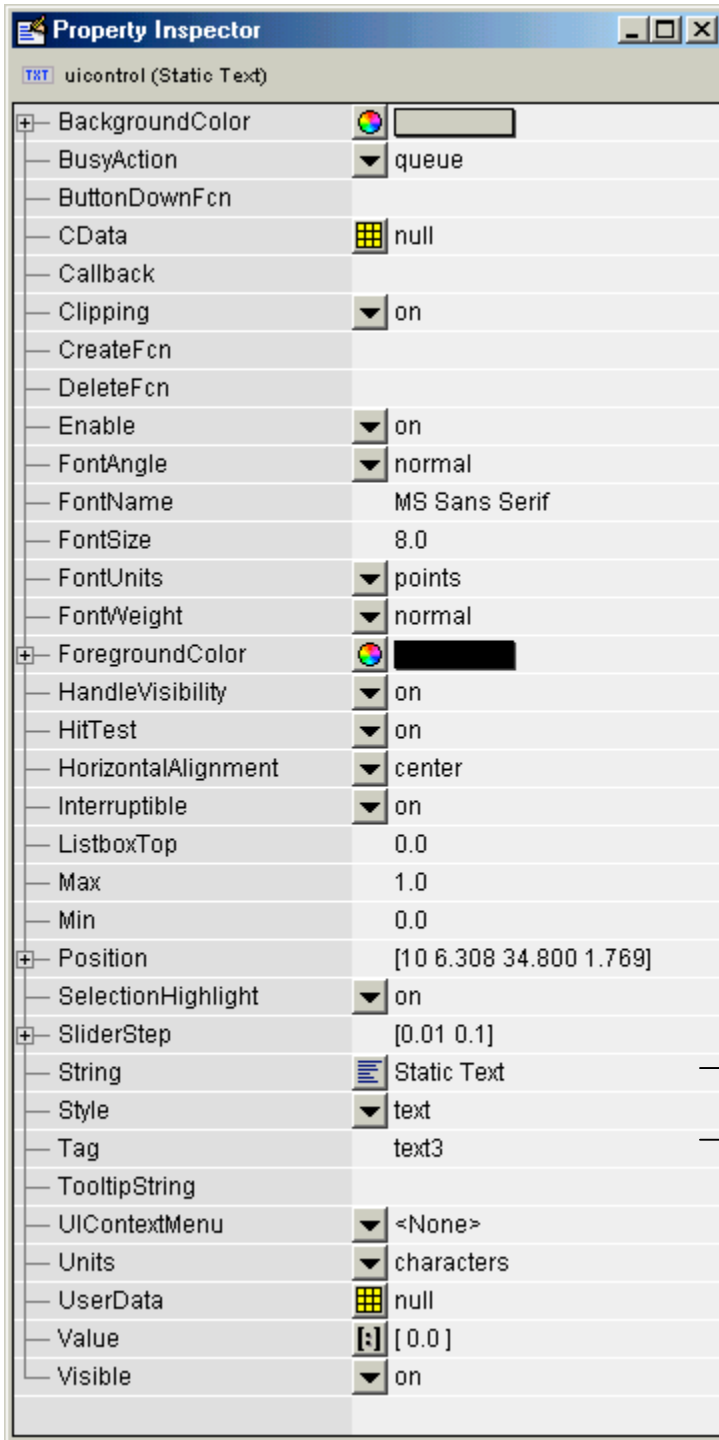 Property Inspector
TXT uicontrol (Static Text)
BackgroundColor
BusyAction queue
ButtonDownFcn
CData null
Callback
Clipping on
CreateFcn
DeleteFcn
Enable on
FontAngle normal
FontName MS Sans Serif
FontSize 8.0
FontUnits points
FontWeight normal
ForegroundColor
HandleVisibility on
HitTest on
HorizontalAlignment center
Interruptible on
ListboxTop 0.0
Max 1.0
Min 0.0
Position [10 6.308 34.800 1.769]
SelectionHighlight on
SliderStep [0.01 0.1]
String Static Text
Style text
Tag text3
TooltipString
UIContextMenu <None>
Units characters
UserData null
Value [:] [ 0.0 ]
Visible on